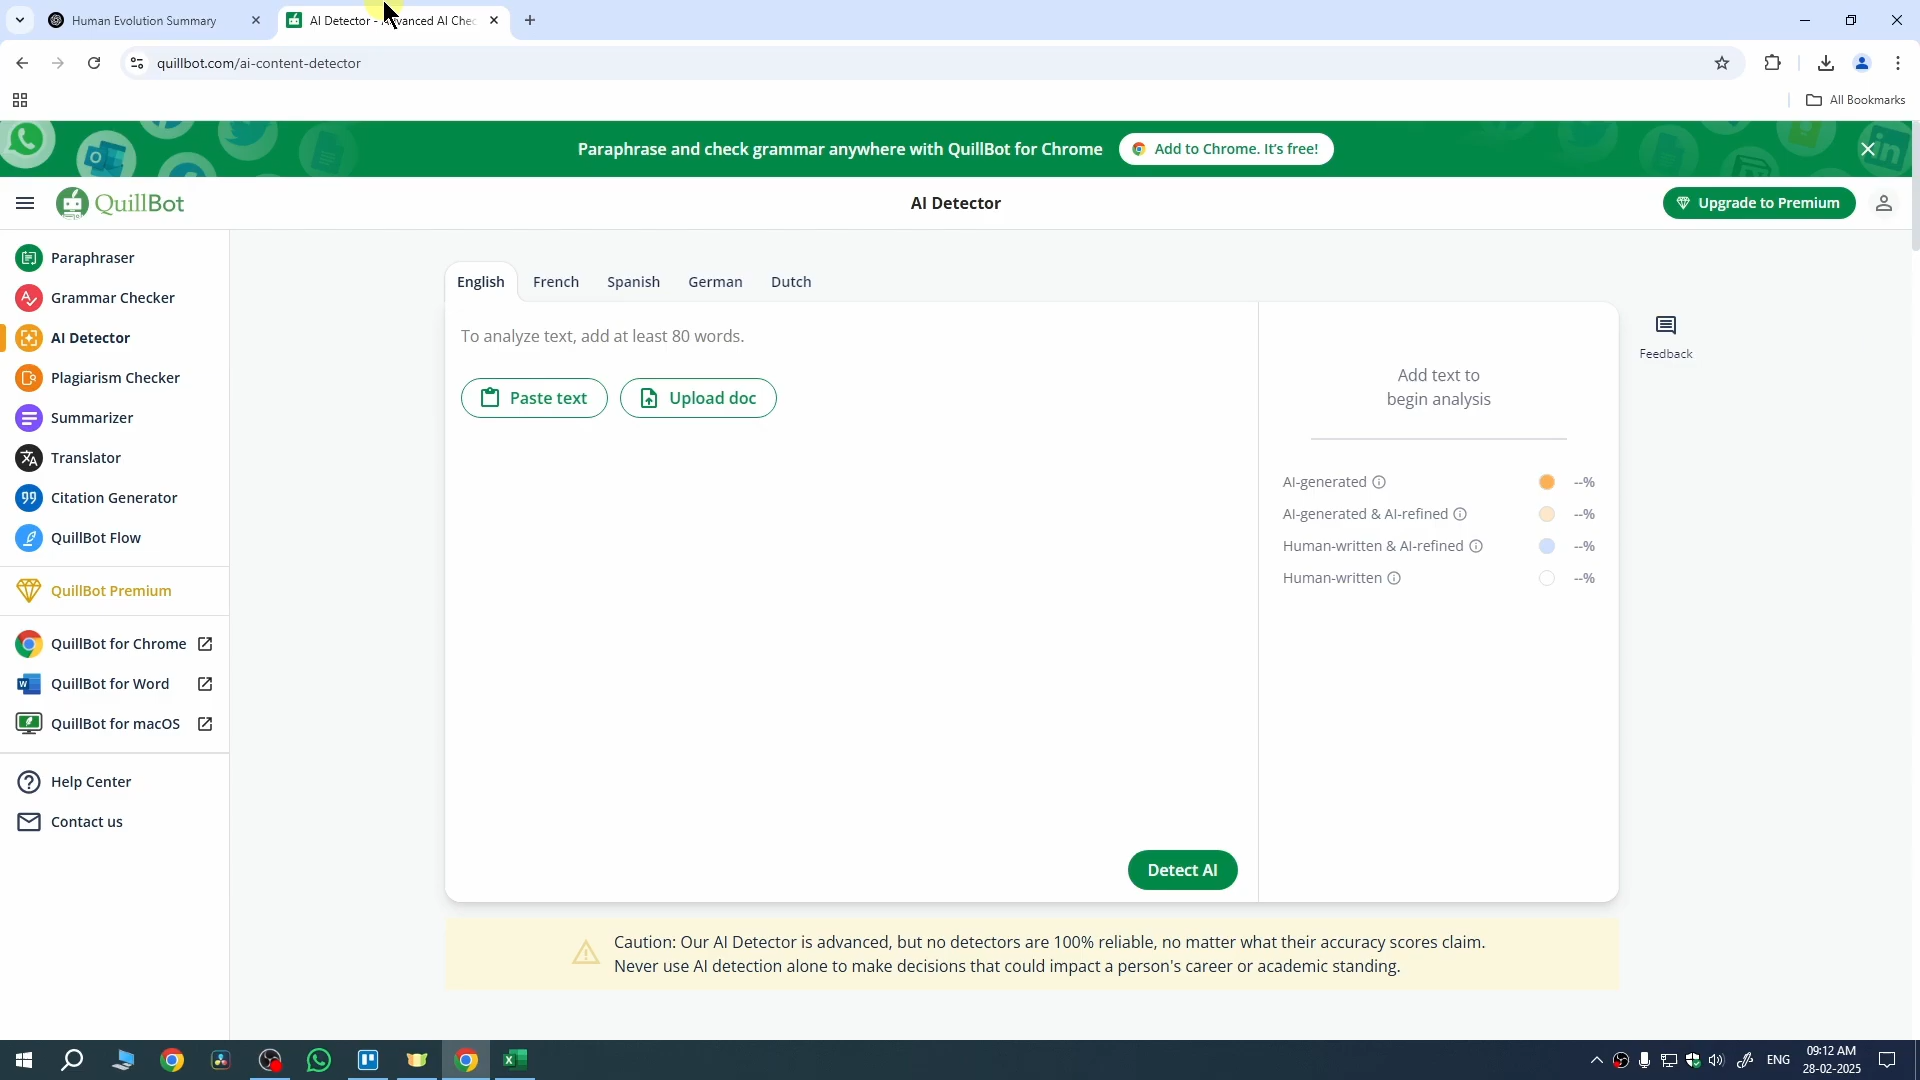 Human Evolution Summary
AI Detector - Advanced AI Chec
quillbot.com/ai-content-detector
All Bookmarks
Paraphrase and check grammar anywhere with QuillBot for Chrome
Add to Chrome. It's free!
QuillBot
AI Detector
Upgrade to Premium
Paraphraser
Grammar Checker
AI Detector
Plagiarism Checker
Summarizer
Translator
Citation Generator
QuillBot Flow
QuillBot Premium
QuillBot for Chrome
QuillBot for Word
QuillBot for macOS
Help Center
Contact us
English
French
Spanish
German
Dutch
To analyze text, add at least 80 words.
Paste text
Upload doc
Detect AI
Add text to
begin analysis
AI-generated --%
AI-generated & AI-refined --%
Human-written & AI-refined --%
Human-written --%
Feedback
Caution: Our AI Detector is advanced, but no detectors are 100% reliable, no matter what their accuracy scores claim.
Never use AI detection alone to make decisions that could impact a person's career or academic standing.
ENG
09:12 AM
28-02-2025